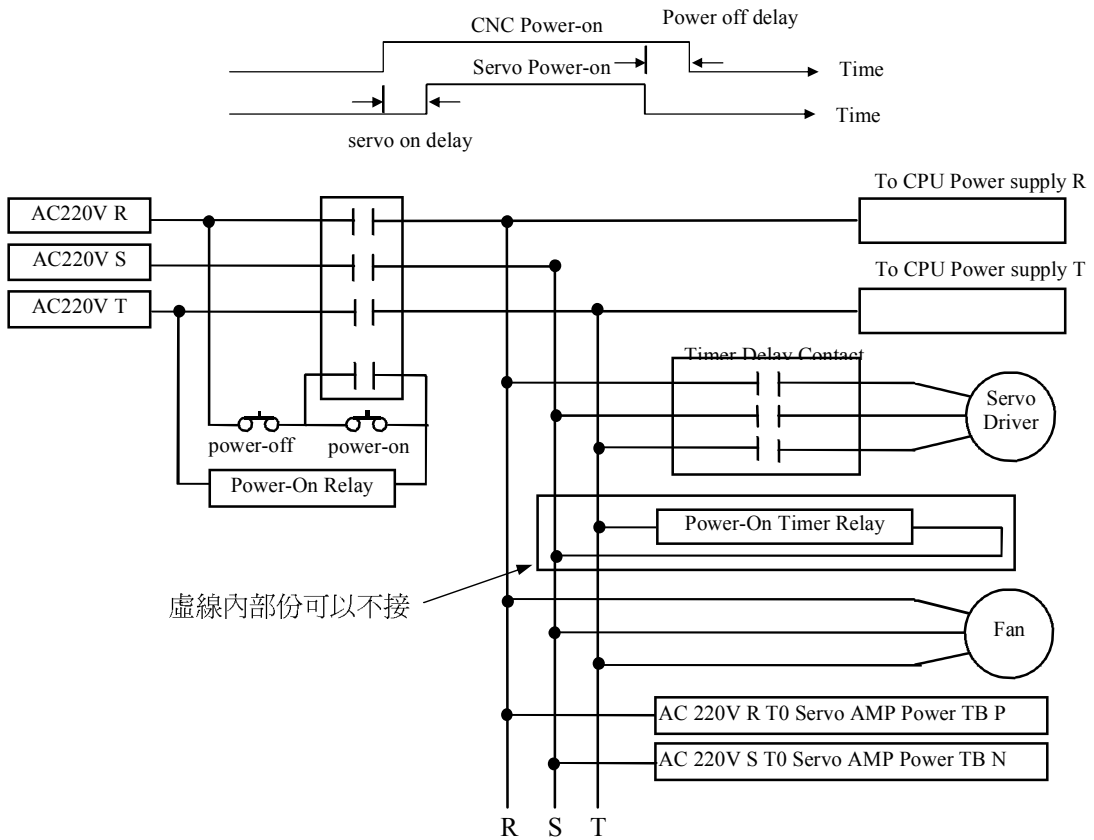 CNC Power-on
Power off delay
Servo Power-on
Time
Time
servo on delay
To CPU Power supply R
AC220V R
AC220V S
To CPU Power supply T
AC220V T
Timer Delay Contact
Servo
Driver
power-off
power-on
Power-On Relay
Power-On Timer Relay
虛線內部份可以不接
Fan
AC 220V R T0 Servo AMP Power TB P
AC 220V S T0 Servo AMP Power TB N
R S T